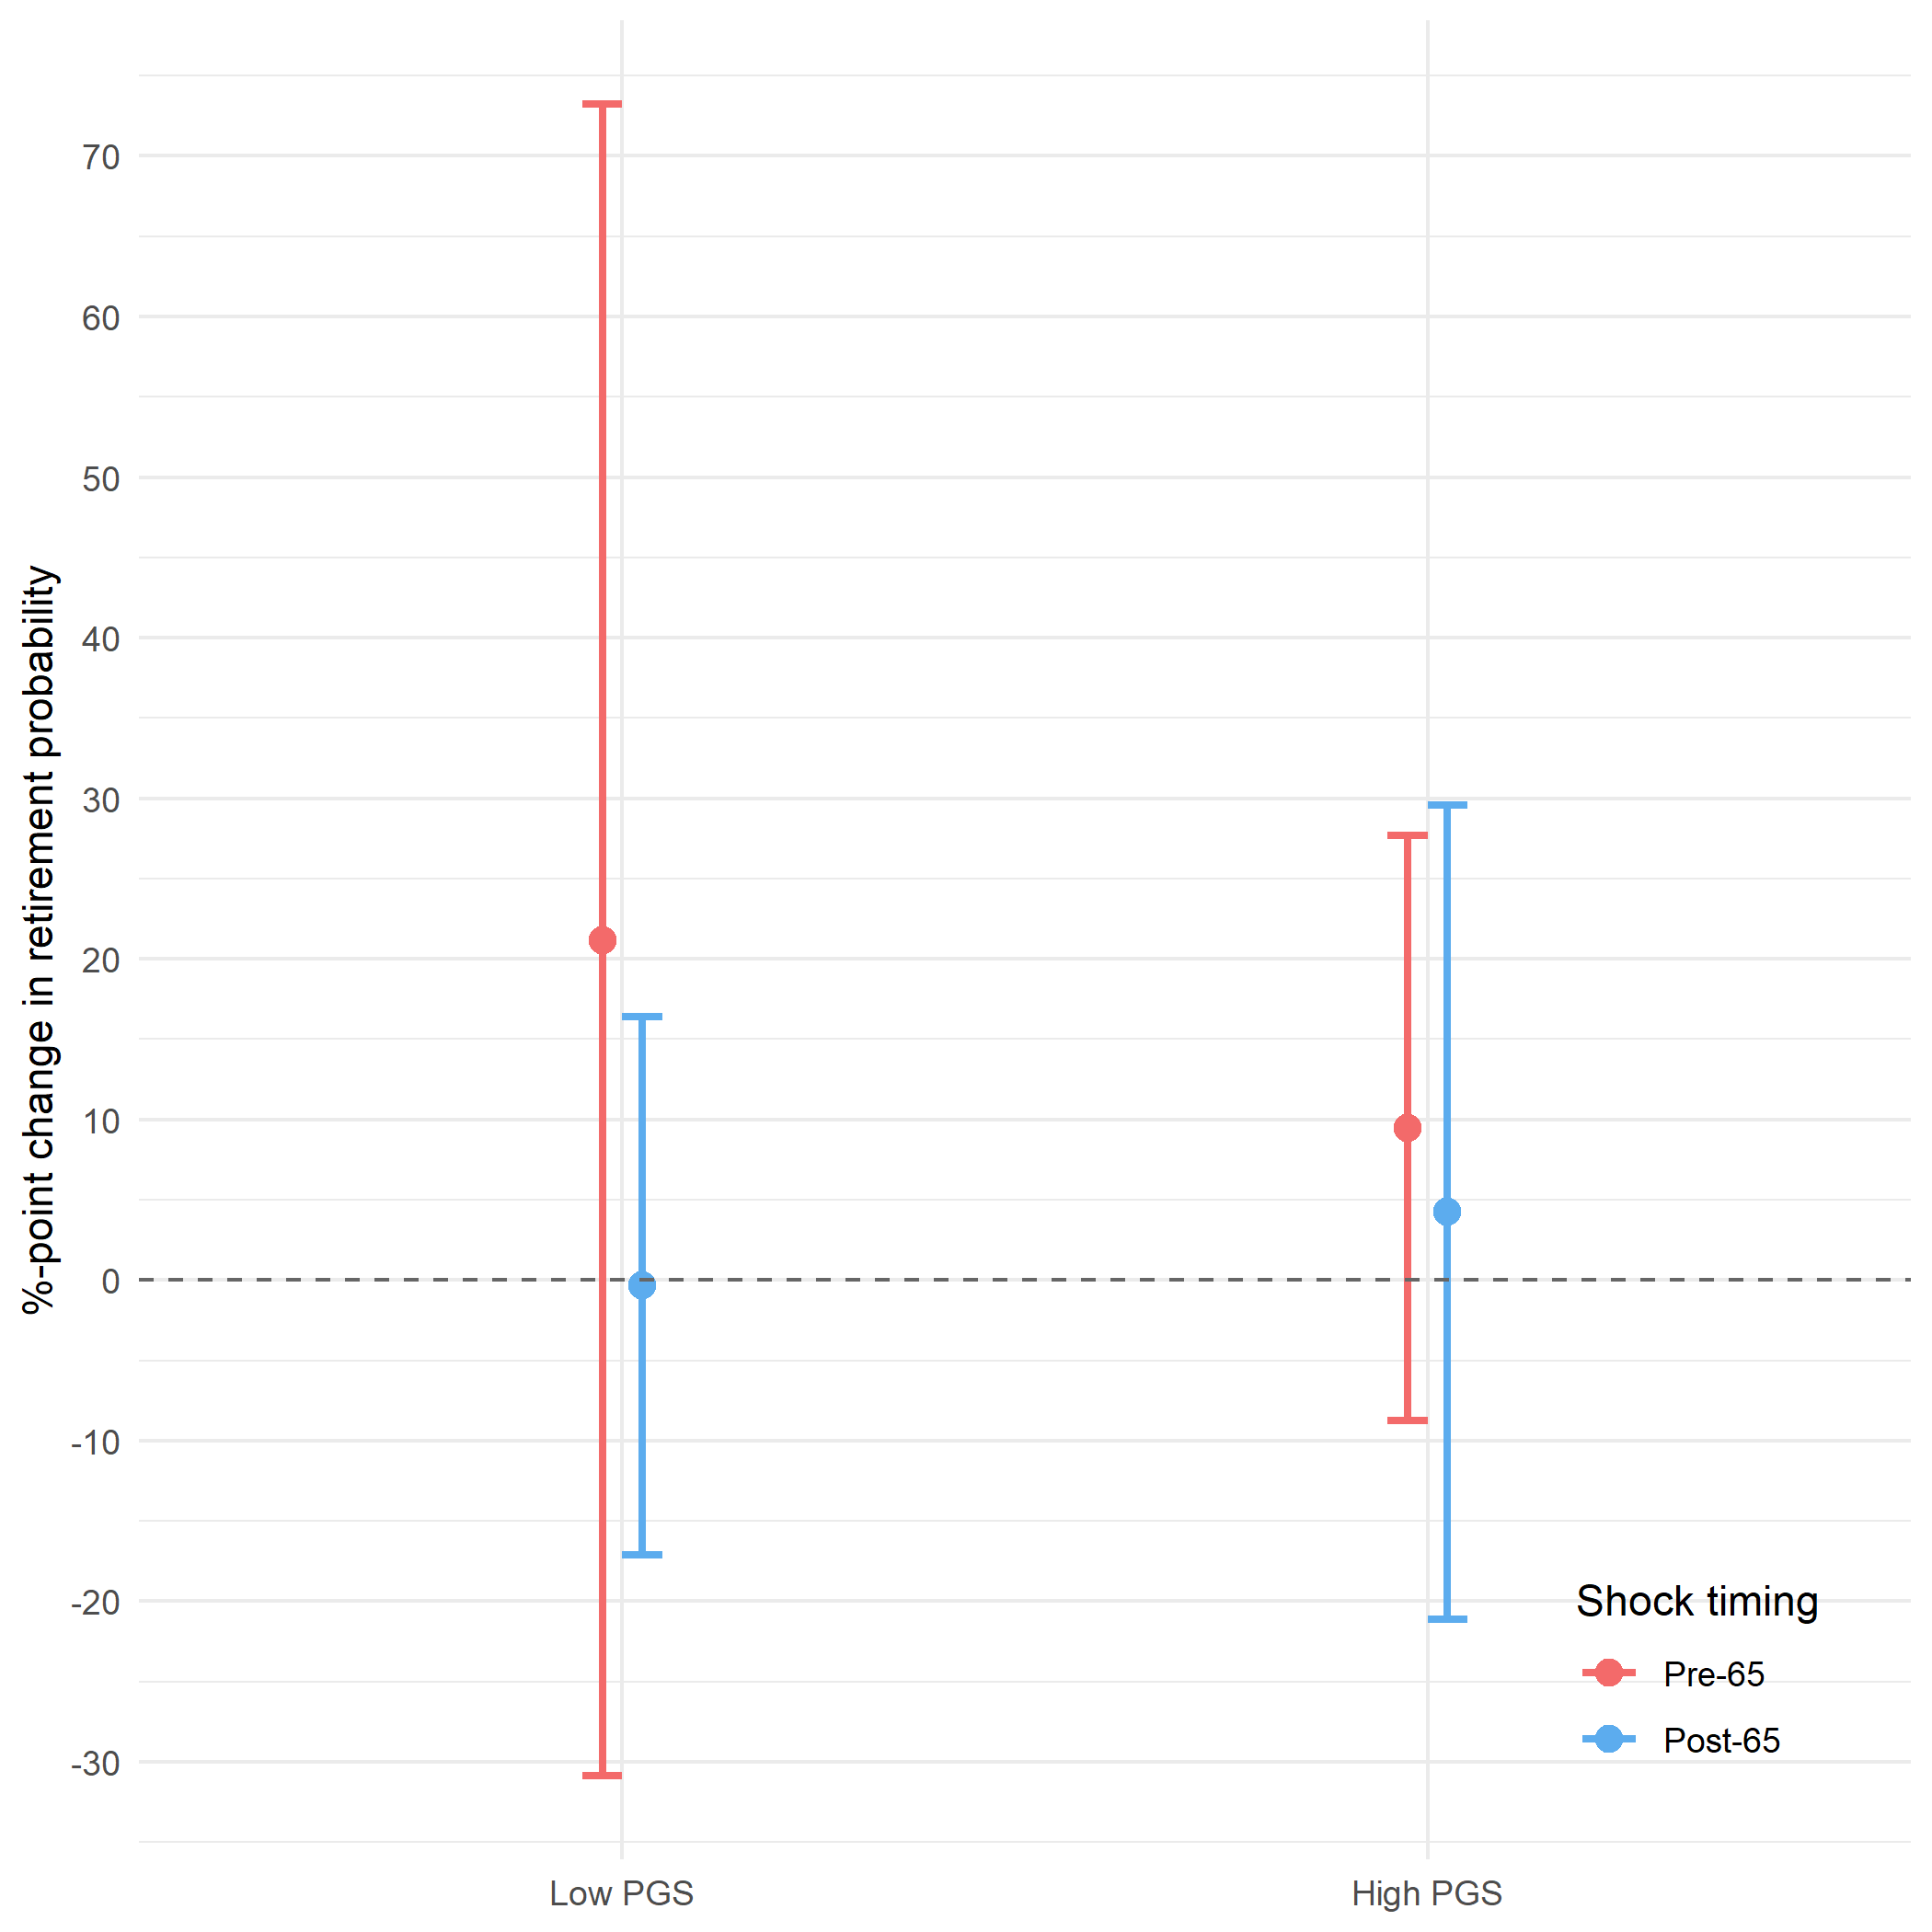 %-point change in retirement probability
70
60
50
40
30
20
10
0
-10
-20
-30
Low PGS
High PGS
Shock timing
Pre-65
Post-65